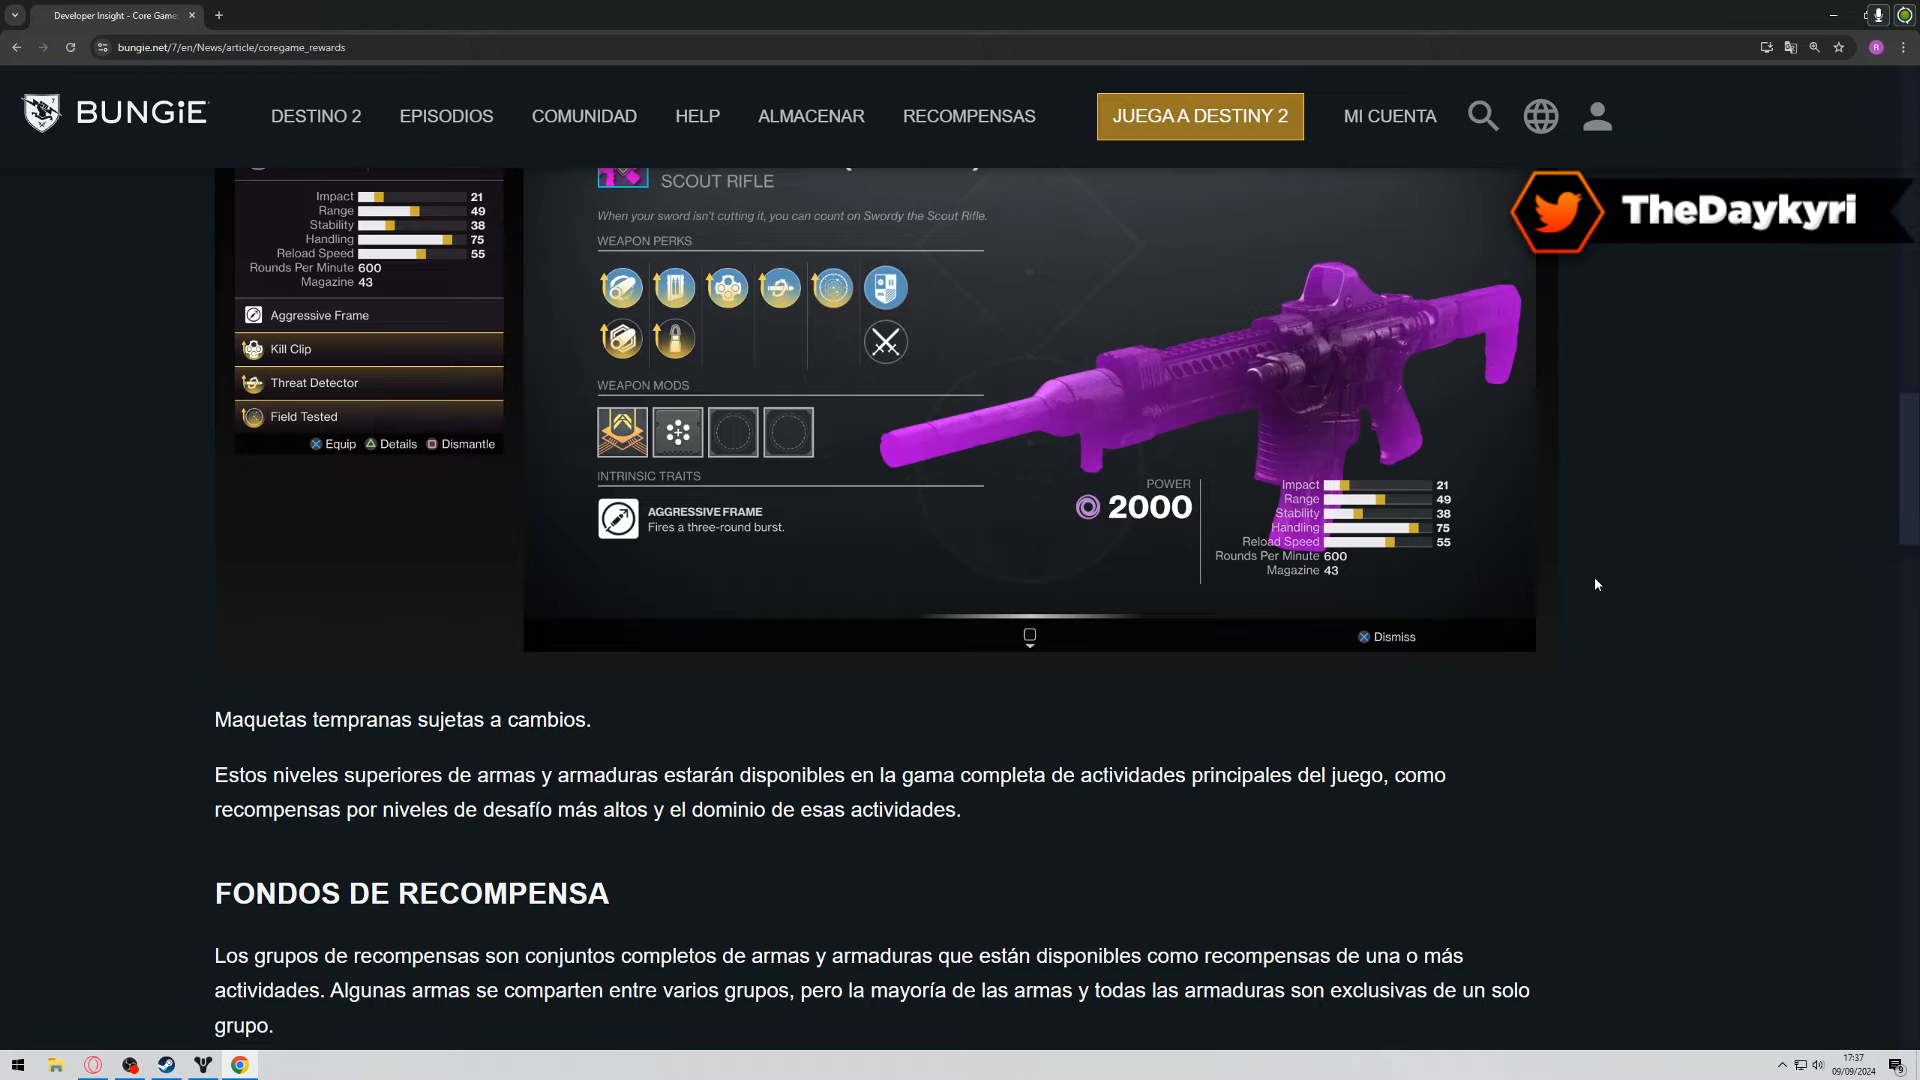 Developer Insight - Core Game
bungie.net/7/en/News/article/coregame_rewards
R
BUNGiE
DESTINO 2
EPISODIOS
COMUNIDAD
HELP
ALMACENAR
RECOMPENSAS
JUEGA A DESTINY 2
MI CUENTA
TheDaykyri
Impact 21
Range 49
Stability 38
Handling 75
Reload Speed 55
Rounds Per Minute 600
Magazine 43
Aggressive Frame
Kill Clip
Threat Detector
Field Tested
Equip Details Dismantle
SCOUT RIFLE
When your sword isn't cutting it, you can count on Swordy the Scout Rifle.
WEAPON PERKS
WEAPON MODS
INTRINSIC TRAITS
AGGRESSIVE FRAME
Fires a three-round burst.
POWER
2000
Impact 21
Range 49
Stability 38
Handling 75
Reload Speed 55
Rounds Per Minute 600
Magazine 43
Dismiss
Maquetas tempranas sujetas a cambios.
Estos niveles superiores de armas y armaduras estarán disponibles en la gama completa de actividades principales del juego, como
recompensas por niveles de desafío más altos y el dominio de esas actividades.
FONDOS DE RECOMPENSA
Los grupos de recompensas son conjuntos completos de armas y armaduras que están disponibles como recompensas de una o más
actividades. Algunas armas se comparten entre varios grupos, pero la mayoría de las armas y todas las armaduras son exclusivas de un solo
grupo.
17:37
09/09/2024